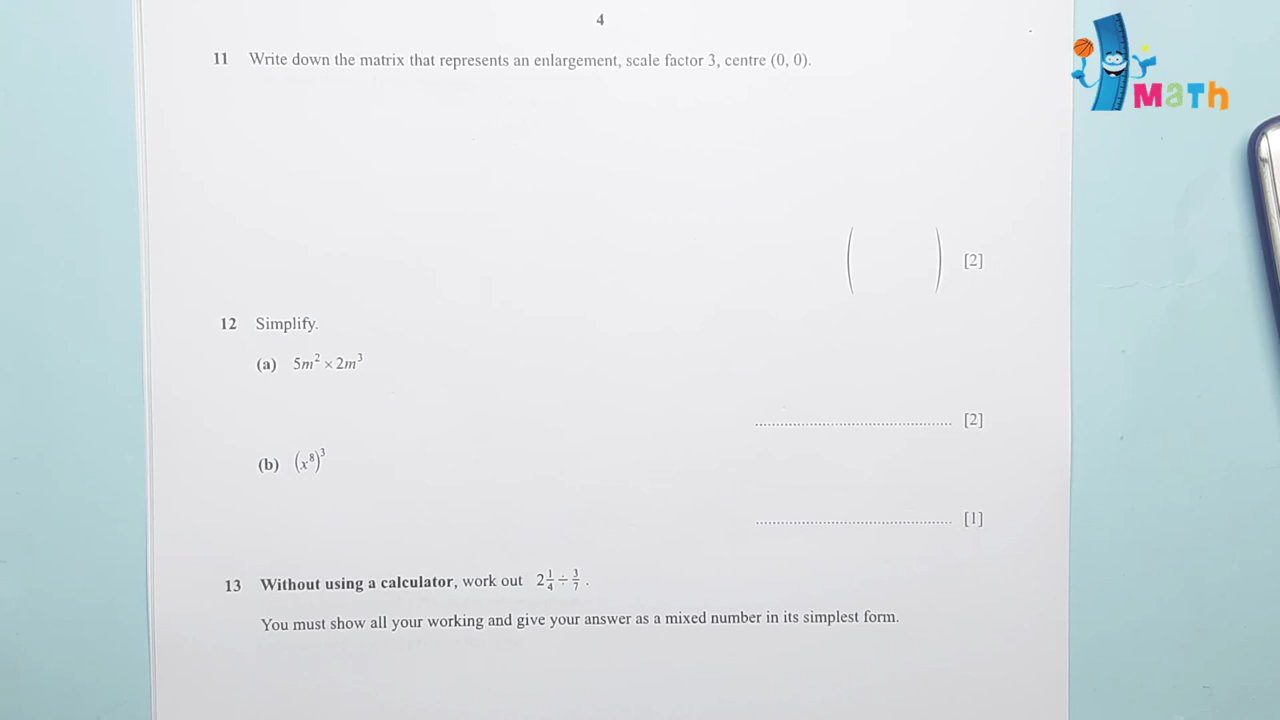 4
11 Write down the matrix that represents an enlargement, scale factor 3, centre (0, 0).
( ) [2]
12 Simplify.
(a) 5m² × 2m³
.............................................. [2]
(b) (x⁸)³
.............................................. [1]
13 Without using a calculator, work out 2 1/4 ÷ 3/7 .
You must show all your working and give your answer as a mixed number in its simplest form.
MaTh